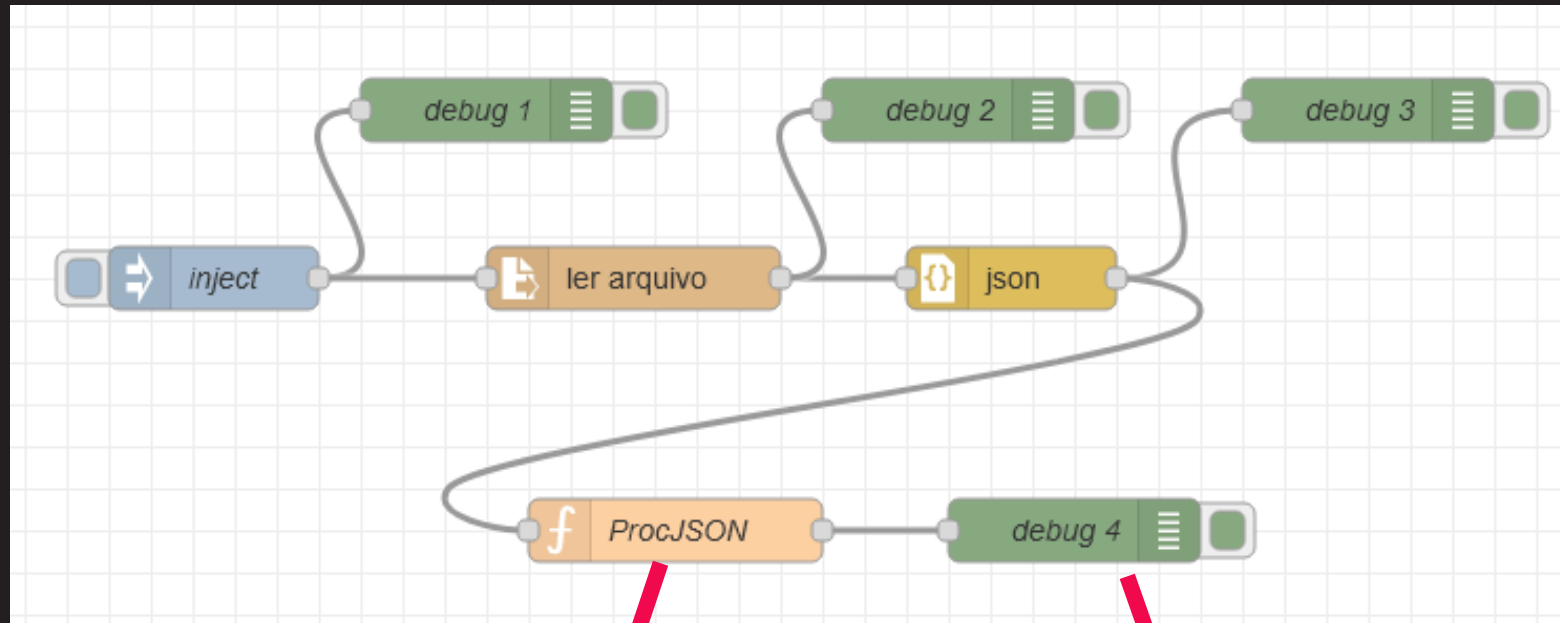 debug 1
debug 2
debug 3
inject
ler arquivo
json
ProcJSON
debug 4